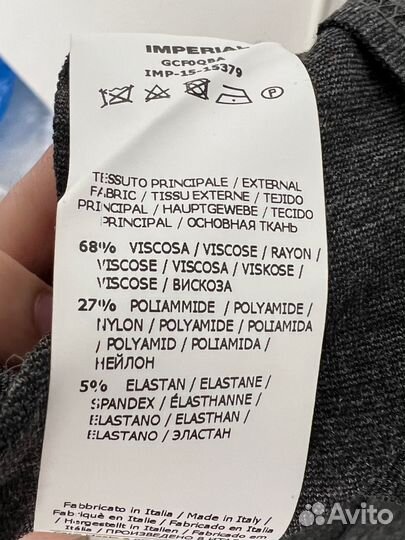 IMPERIAL
GCF0QBA
IMP-15-15379
P
TESSUTO PRINCIPALE / EXTERNAL
FABRIC / TISSU EXTERNE / TEJIDO
PRINCIPAL / HAUPTGEWEBE / TECIDO
PRINCIPAL / ОСНОВНАЯ ТКАНЬ
68% VISCOSA / VISCOSE / RAYON /
VISCOSE / VISCOSA / VISKOSE /
VISCOSE / ВИСКОЗА
27% POLIAMMIDE / POLYAMIDE /
NYLON / POLYAMIDE / POLIAMIDA
/ POLYAMID / POLIAMIDA /
НЕЙЛОН
5% ELASTAN / ELASTANE /
SPANDEX / ÉLASTHANNE /
ELASTANO / ELASTHAN /
ELASTANO / ЭЛАСТАН
Fabbricato in Italia / Made in Italy /
Fabriqué en Italie / Fabricado en Italia
/ Hergestellt in Italien / Fabricado em
Itália / ПРОИЗВЕДЕНО В
Avito